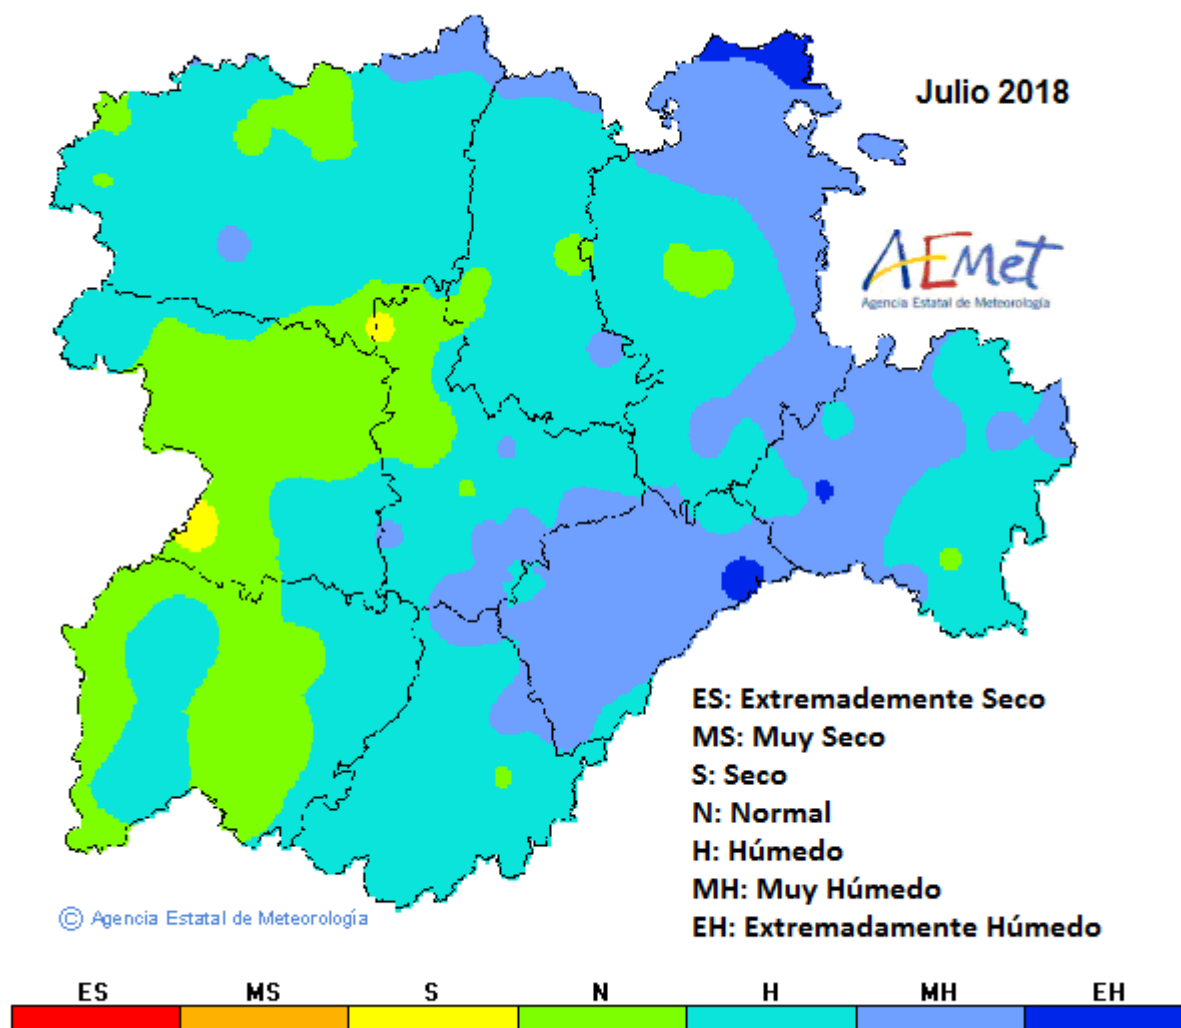 Julio 2018
AEMet
Agencia Estatal de Meteorología
ES: Extremademente Seco
MS: Muy Seco
S: Seco
N: Normal
H: Húmedo
MH: Muy Húmedo
EH: Extremadamente Húmedo
© Agencia Estatal de Meteorología
ES MS S N H MH EH